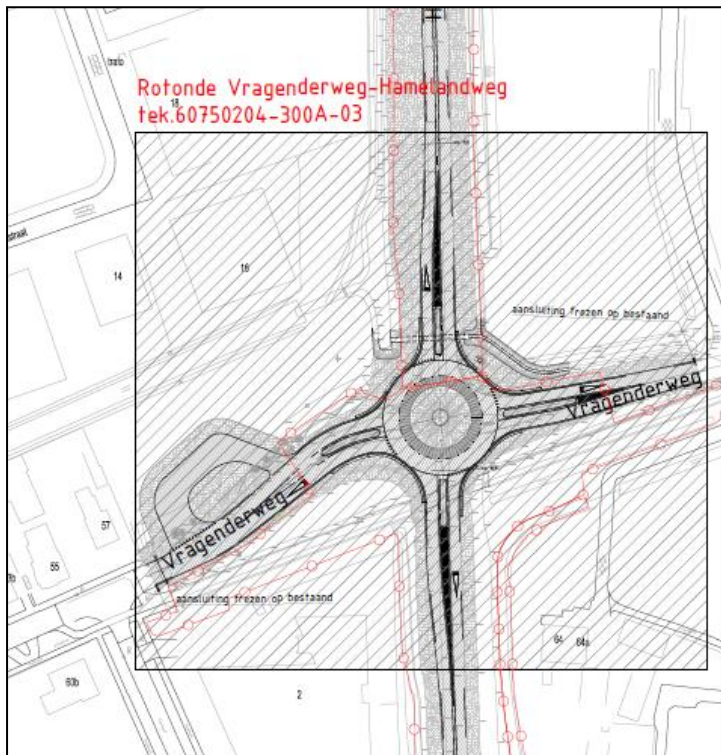 Rotonde Vragenderweg-Hamelandweg
tek.60750204-300A-03
18
straat
14
16
aansluiting frezen op bestaand
Vragenderweg
57
Vragenderweg
55
aansluiting frezen op bestaand
64
64a
60b
2